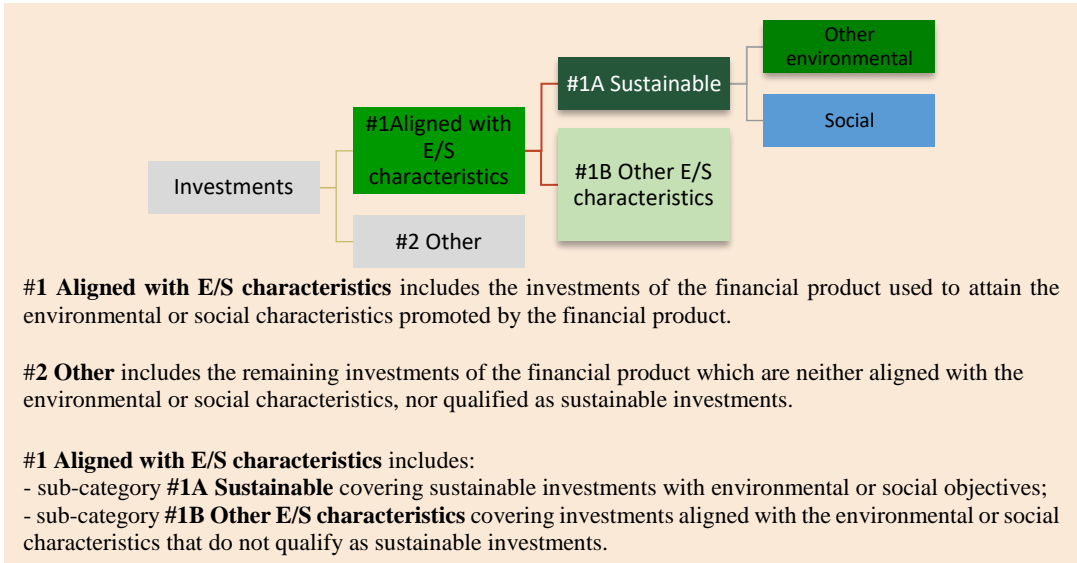 Other
environmental
#1A Sustainable
#1Aligned with
E/S
characteristics
Social
Investments
#1B Other E/S
characteristics
#2 Other
#1 Aligned with E/S characteristics includes the investments of the financial product used to attain the
environmental or social characteristics promoted by the financial product.
#2 Other includes the remaining investments of the financial product which are neither aligned with the
environmental or social characteristics, nor qualified as sustainable investments.
#1 Aligned with E/S characteristics includes:
- sub-category #1A Sustainable covering sustainable investments with environmental or social objectives;
- sub-category #1B Other E/S characteristics covering investments aligned with the environmental or social
characteristics that do not qualify as sustainable investments.